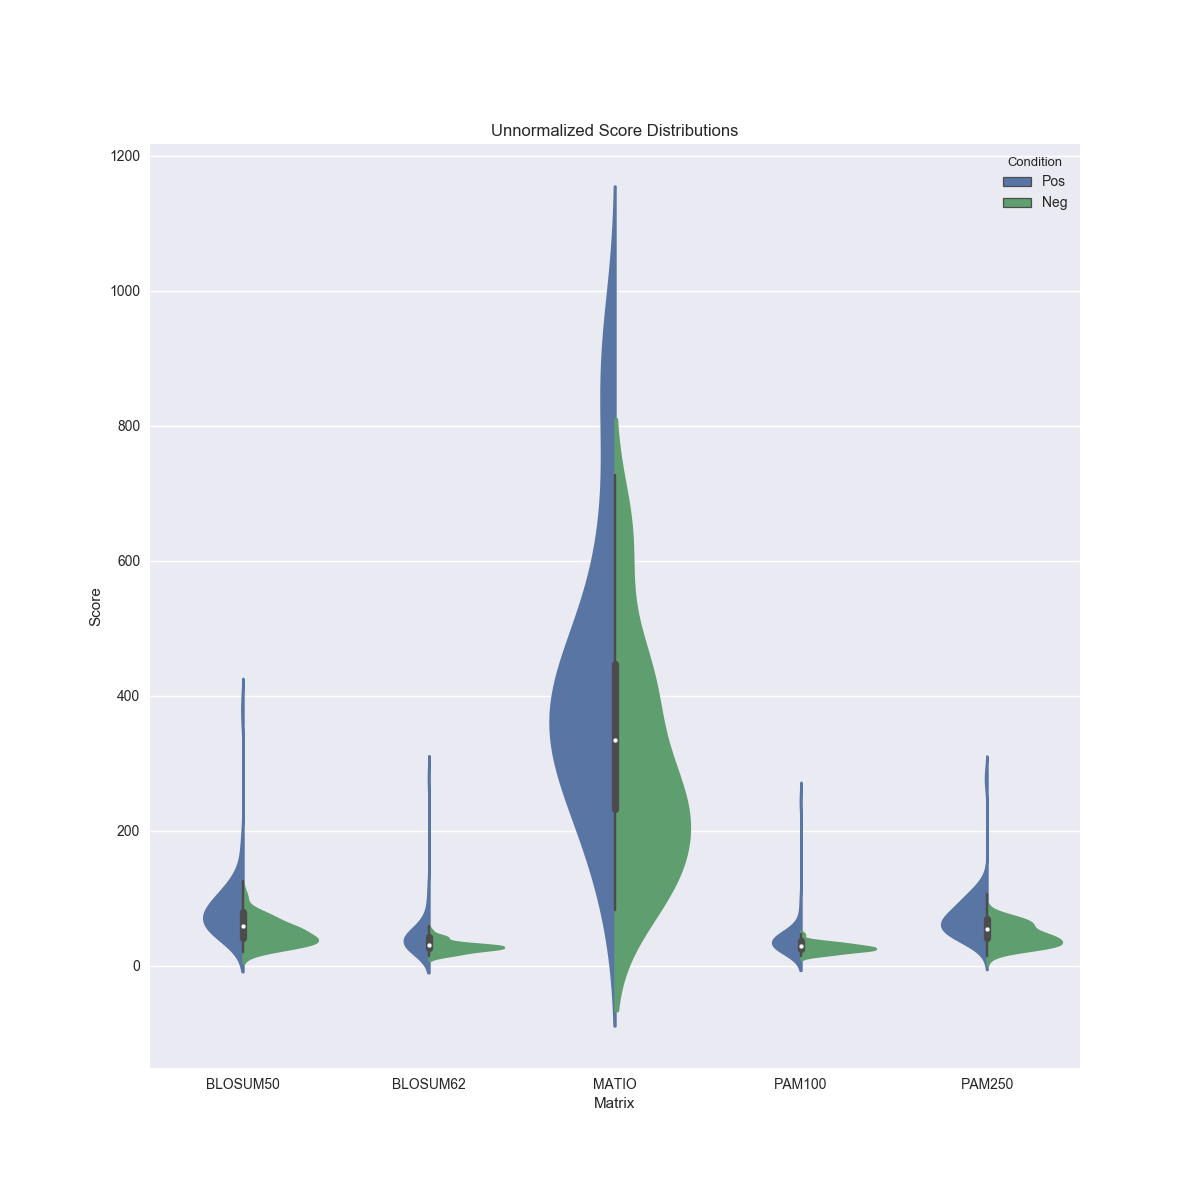 Unnormalized Score Distributions
Condition
Pos
Neg
1200
1000
800
600
400
200
0
Score
BLOSUM50 BLOSUM62 MATIO PAM100 PAM250
Matrix